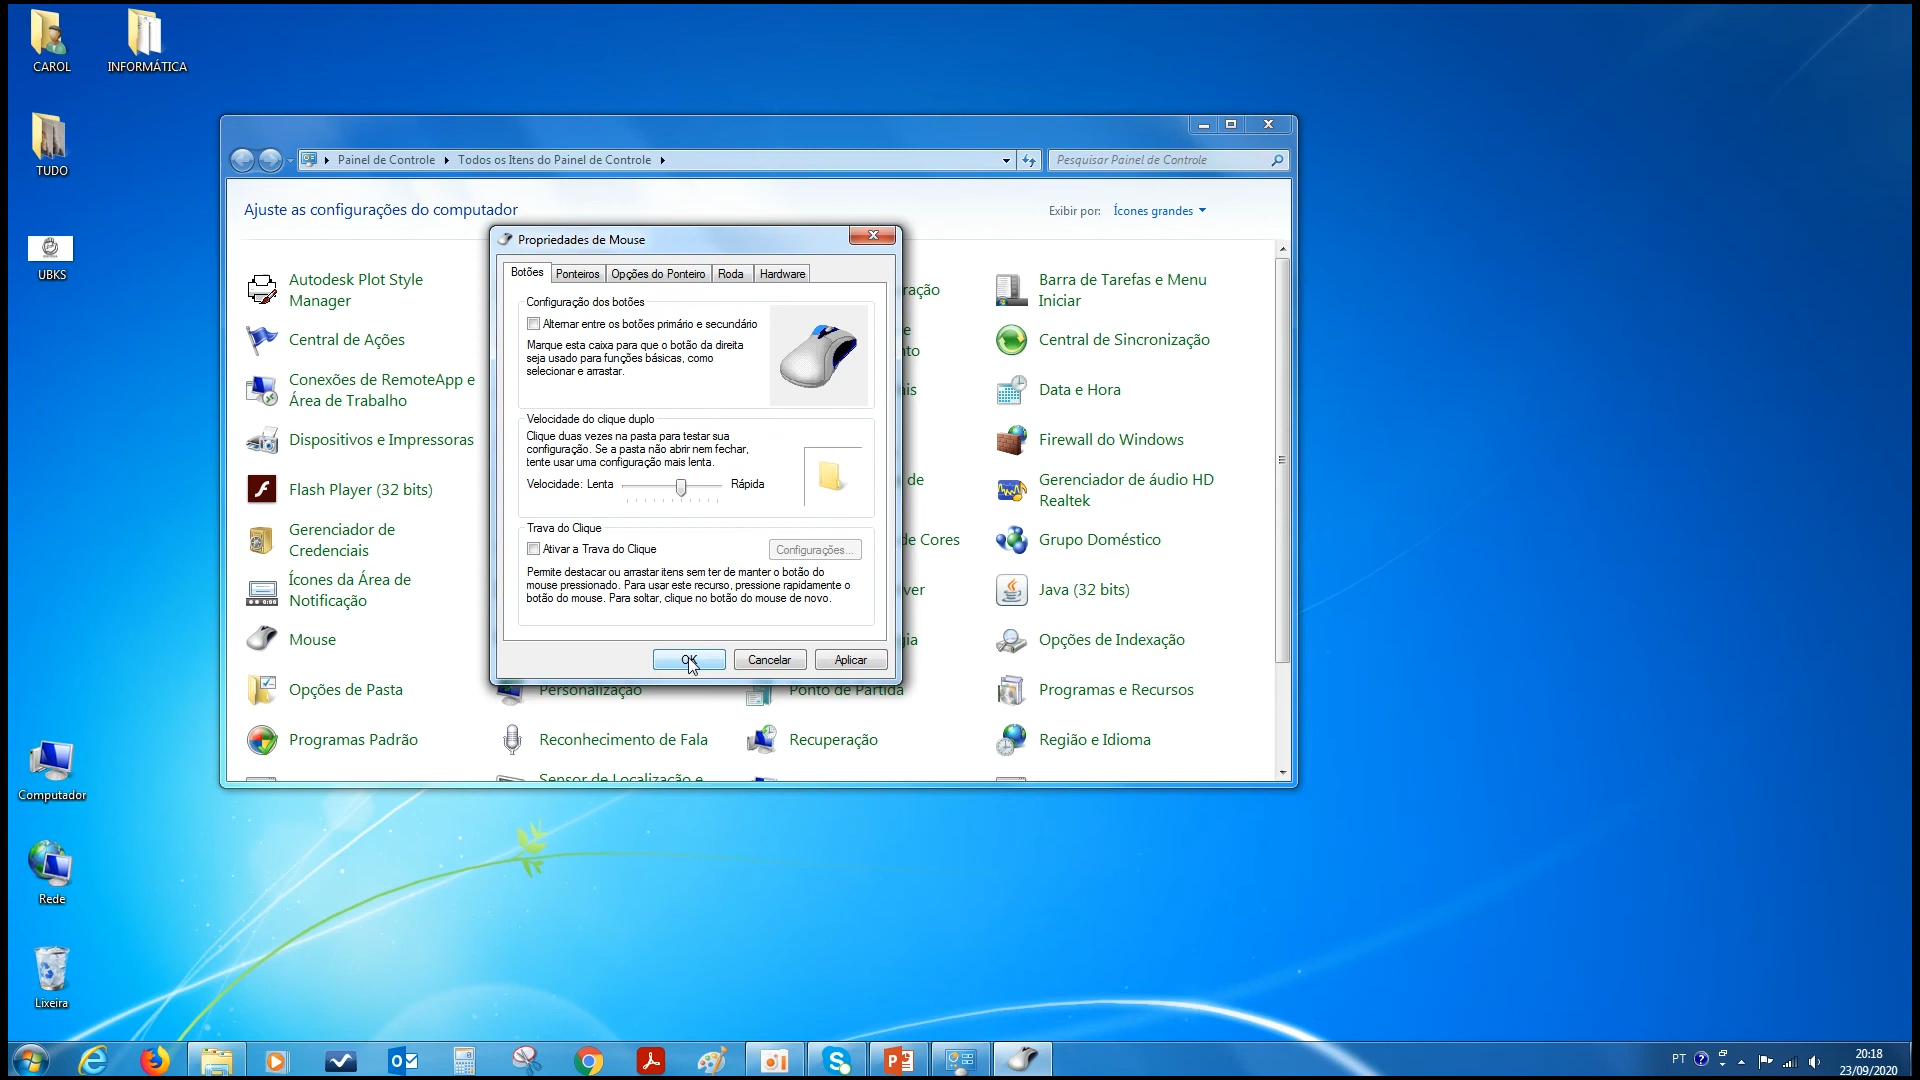 CAROL
INFORMÁTICA
TUDO
UBKS
Computador
Rede
Lixeira
Painel de Controle
Todos os Itens do Painel de Controle
Pesquisar Painel de Controle
Ajuste as configurações do computador
Exibir por:
Ícones grandes
Autodesk Plot Style
Manager
Central de Ações
Conexões de RemoteApp e
Área de Trabalho
Dispositivos e Impressoras
Flash Player (32 bits)
Gerenciador de
Credenciais
Ícones da Área de
Notificação
Mouse
Opções de Pasta
Programas Padrão
Propriedades de Mouse
Botões
Ponteiros
Opções do Ponteiro
Roda
Hardware
Configuração dos botões
Alternar entre os botões primário e secundário
Marque esta caixa para que o botão da direita
seja usado para funções básicas, como
selecionar e arrastar.
Velocidade do clique duplo
Clique duas vezes na pasta para testar sua
configuração. Se a pasta não abrir nem fechar,
tente usar uma configuração mais lenta.
Velocidade: Lenta
Rápida
Trava do Clique
Ativar a Trava do Clique
Configurações...
Permite destacar ou arrastar itens sem ter de manter o botão do
mouse pressionado. Para usar este recurso, pressione rapidamente o
botão do mouse. Para soltar, clique no botão do mouse de novo.
OK
Cancelar
Aplicar
Personalização
Reconhecimento de Fala
Sensor de Localização e
ração
e
to
ais
de
de Cores
ver
gia
Ponto de Partida
Recuperação
Barra de Tarefas e Menu
Iniciar
Central de Sincronização
Data e Hora
Firewall do Windows
Gerenciador de áudio HD
Realtek
Grupo Doméstico
Java (32 bits)
Opções de Indexação
Programas e Recursos
Região e Idioma
PT
20:18
23/09/2020